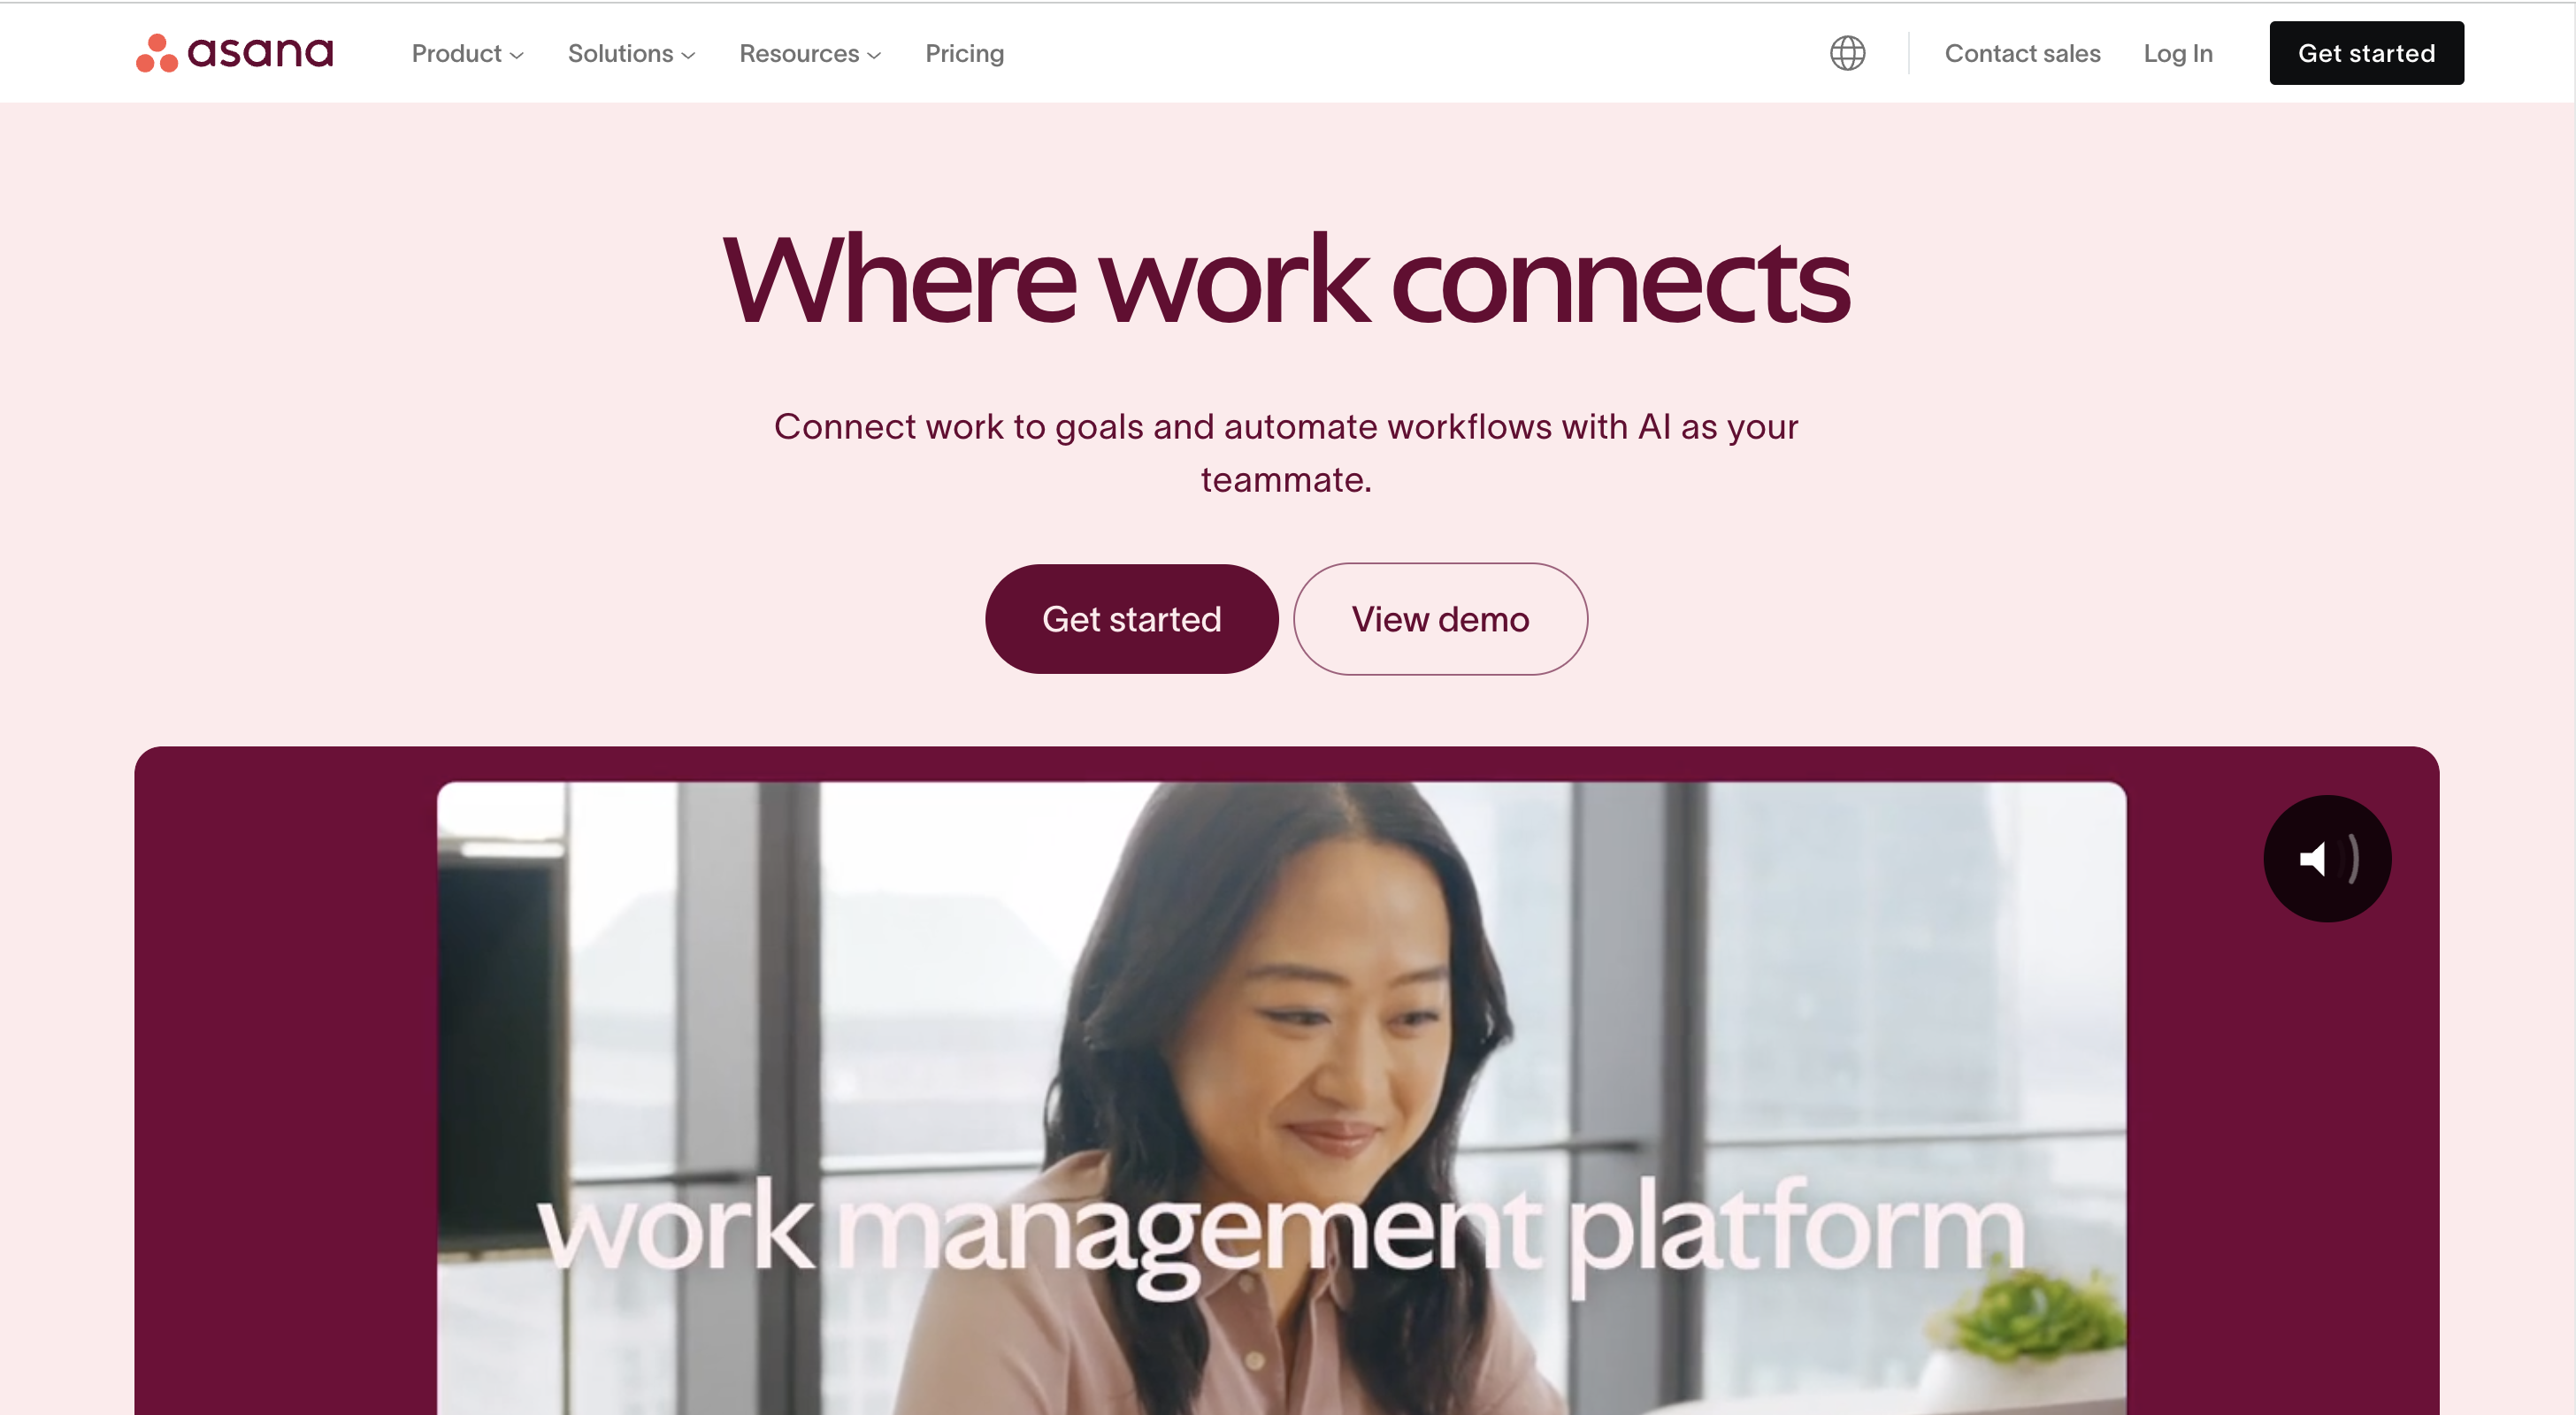 asana
Product
Solutions
Resources
Pricing
Contact sales
Log In
Get started
Where work connects
Connect work to goals and automate workflows with AI as your
teammate.
Get started
View demo
work management platform